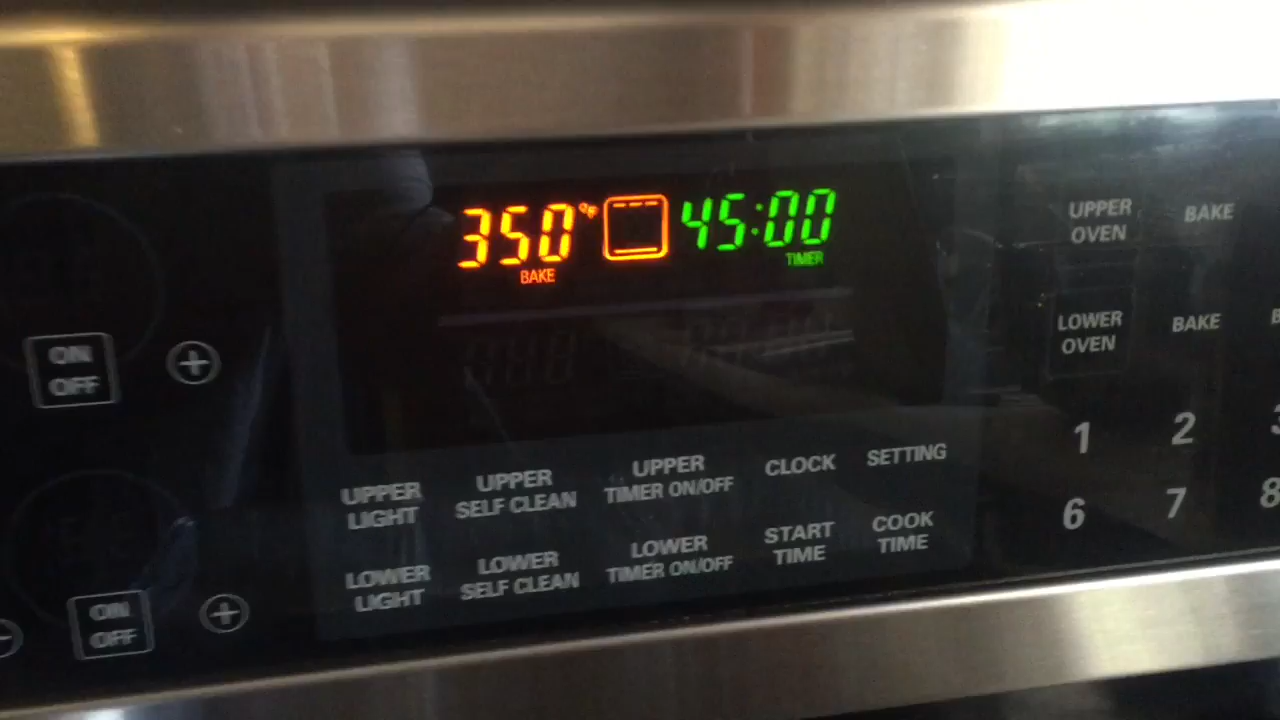 350°F 45:00
BAKE TIMER
UPPER OVEN BAKE
LOWER OVEN BAKE
ON OFF
1 2 3
6 7 8
UPPER LIGHT
UPPER SELF CLEAN
UPPER TIMER ON/OFF
CLOCK
SETTING
LOWER LIGHT
LOWER SELF CLEAN
LOWER TIMER ON/OFF
START TIME
COOK TIME
ON OFF